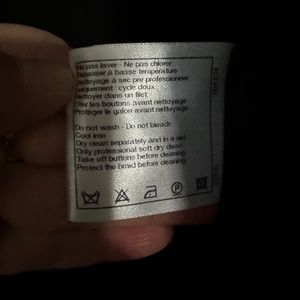 Ne pas laver - Ne pas chlorer
Repasser à basse température
Nettoyage à sec par professionnel
uniquement : cycle doux
Nettoyer dans un filet
Oter les boutons avant nettoyage
Protéger le galon avant nettoyage
Do not wash - Do not bleach
Cool iron
Dry clean separately and in a net
Only professional soft dry clean
Take off buttons before cleaning
Protect the braid before cleaning
P